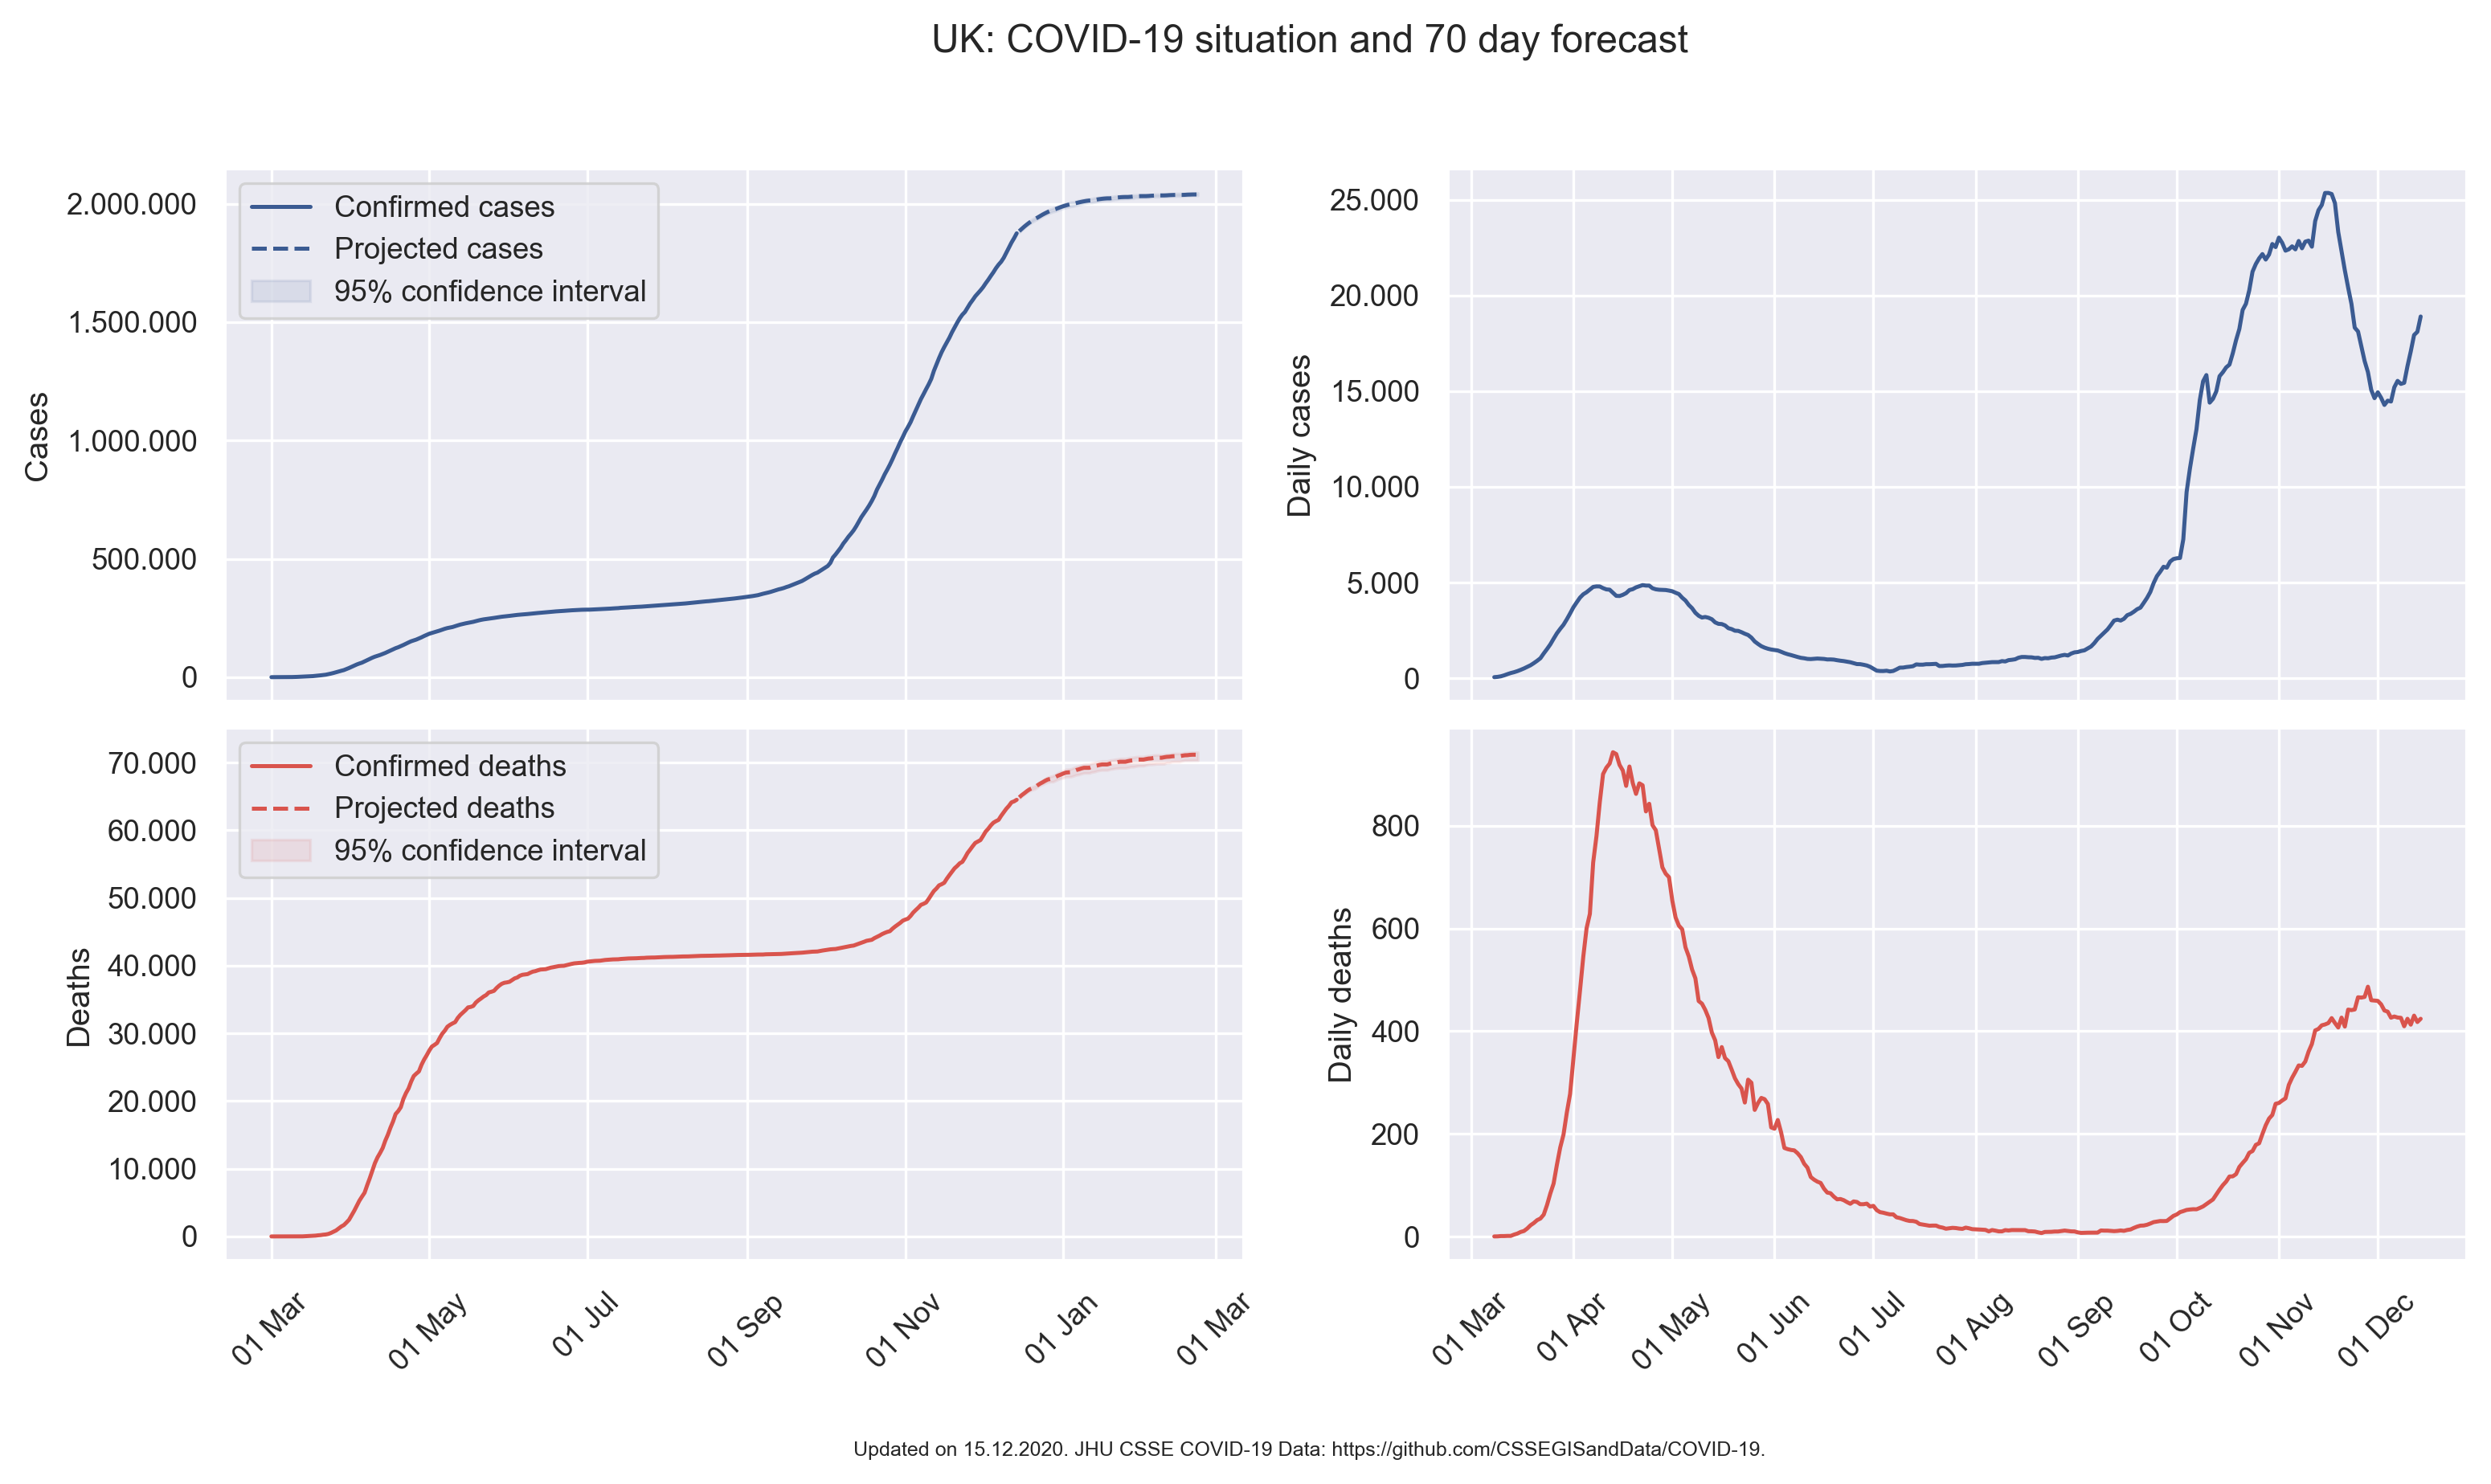 UK: COVID-19 situation and 70 day forecast
Confirmed cases
Projected cases
95% confidence interval
2.000.000
1.500.000
1.000.000
500.000
0
Cases
25.000
20.000
15.000
10.000
5.000
0
Daily cases
Confirmed deaths
Projected deaths
95% confidence interval
70.000
60.000
50.000
40.000
30.000
20.000
10.000
0
Deaths
01 Mar
01 May
01 Jul
01 Sep
01 Nov
01 Jan
01 Mar
800
600
400
200
0
Daily deaths
01 Mar
01 Apr
01 May
01 Jun
01 Jul
01 Aug
01 Sep
01 Oct
01 Nov
01 Dec
Updated on 15.12.2020. JHU CSSE COVID-19 Data: https://github.com/CSSEGISandData/COVID-19.